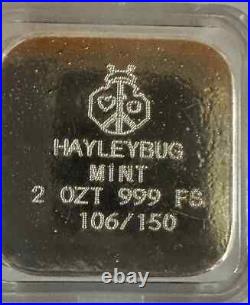 HAYLEYBUG
MINT
2 OZT 999 FS
106/150